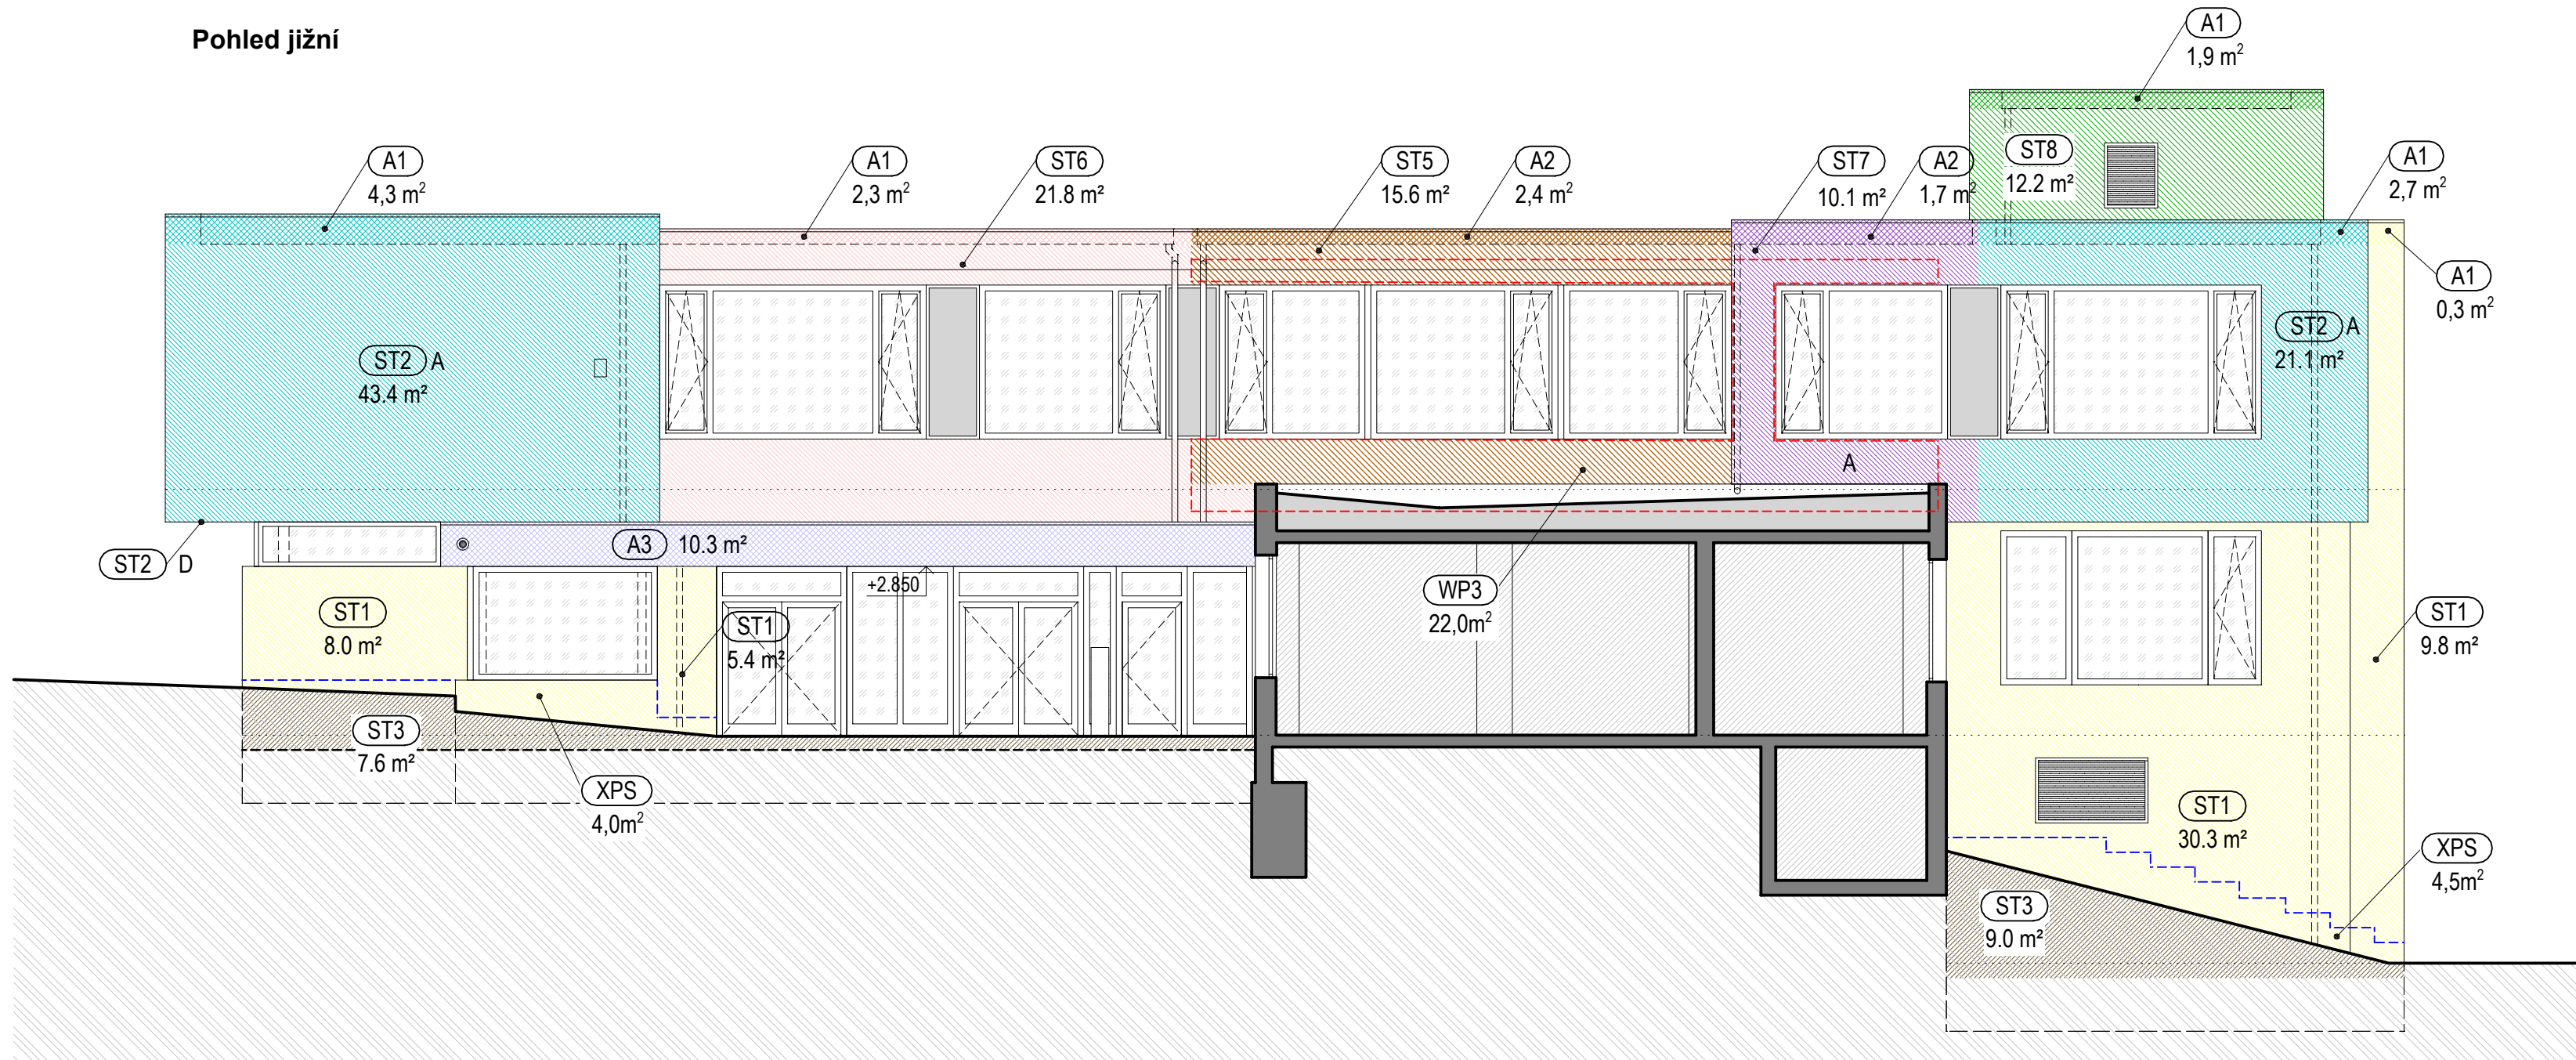 Pohled jižní
A1
1,9 m²
A1
4,3 m²
A1
2,3 m²
ST6
21.8 m²
ST5
15.6 m²
A2
2,4 m²
ST7
10.1 m²
A2
1,7 m²
ST8
12.2 m²
A1
2,7 m²
A1
0,3 m²
ST2 A
43.4 m²
ST2 A
21.1 m²
A
ST2 D
A3 10.3 m²
+2.850
WP3
22,0m²
ST1
8.0 m²
ST1
5.4 m²
ST1
9.8 m²
ST3
7.6 m²
XPS
4,0m²
ST1
30.3 m²
XPS
4,5m²
ST3
9.0 m²